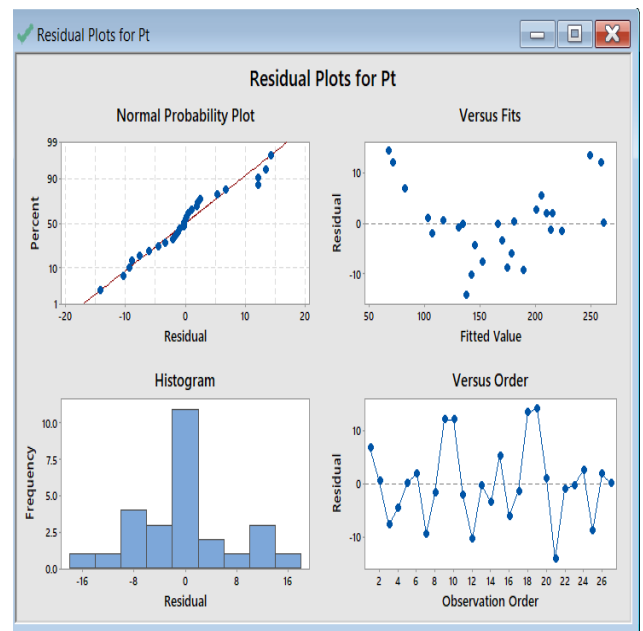 Residual Plots for Pt
Residual Plots for Pt
Normal Probability Plot
99
90
50
10
1
Percent
-20 -10 0 10 20
Residual
Versus Fits
10
0
-10
Residual
50 100 150 200 250
Fitted Value
Histogram
10.0
7.5
5.0
2.5
0.0
Frequency
-16 -8 0 8 16
Residual
Versus Order
10
0
-10
Residual
2 4 6 8 10 12 14 16 18 20 22 24 26
Observation Order